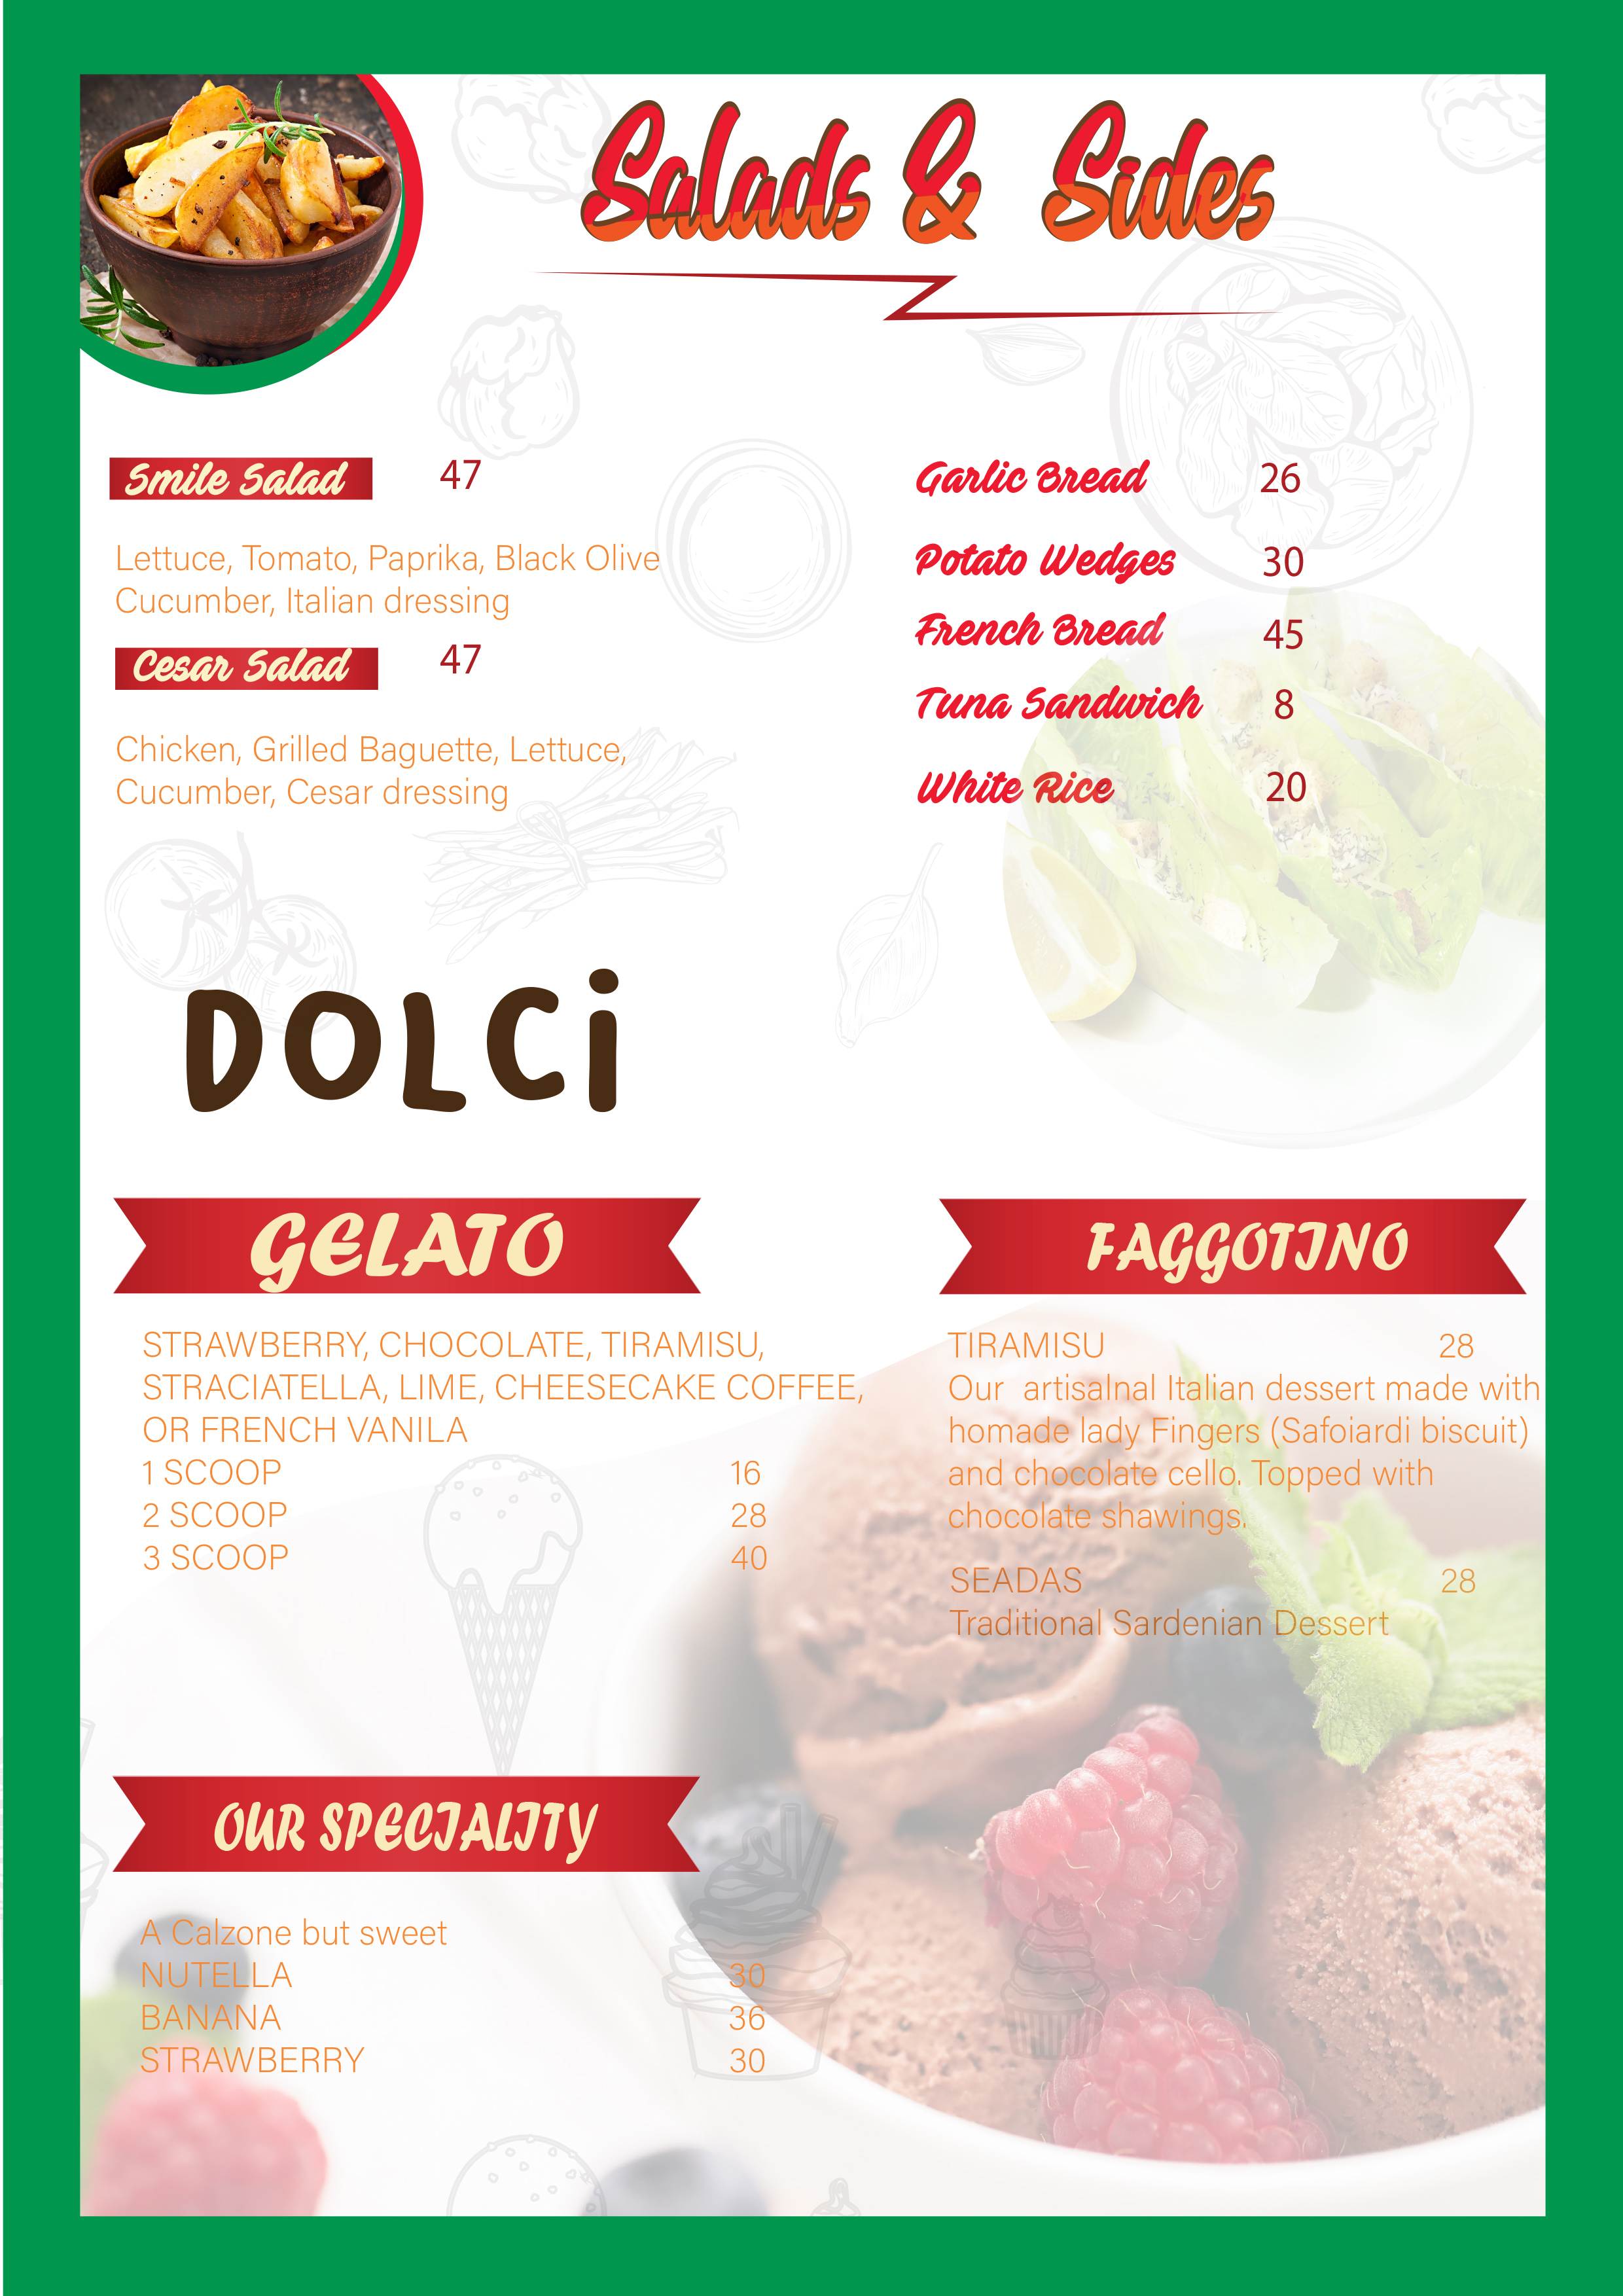 Salads & Sides
Smile Salad 47
Lettuce, Tomato, Paprika, Black Olive
Cucumber, Italian dressing
Cesar Salad 47
Chicken, Grilled Baguette, Lettuce,
Cucumber, Cesar dressing
Garlic Bread 26
Potato Wedges 30
French Bread 45
Tuna Sandwich 8
White Rice 20
DOLCi
GELATO
STRAWBERRY, CHOCOLATE, TIRAMISU,
STRACIATELLA, LIME, CHEESECAKE COFFEE,
OR FRENCH VANILA
1 SCOOP 16
2 SCOOP 28
3 SCOOP 40
FAGGOTINO
TIRAMISU 28
Our artisalnal Italian dessert made with
homade lady Fingers (Safoiardi biscuit)
and chocolate cello. Topped with
chocolate shawings.
SEADAS 28
Traditional Sardenian Dessert
OUR SPECIALITY
A Calzone but sweet
NUTELLA 30
BANANA 36
STRAWBERRY 30